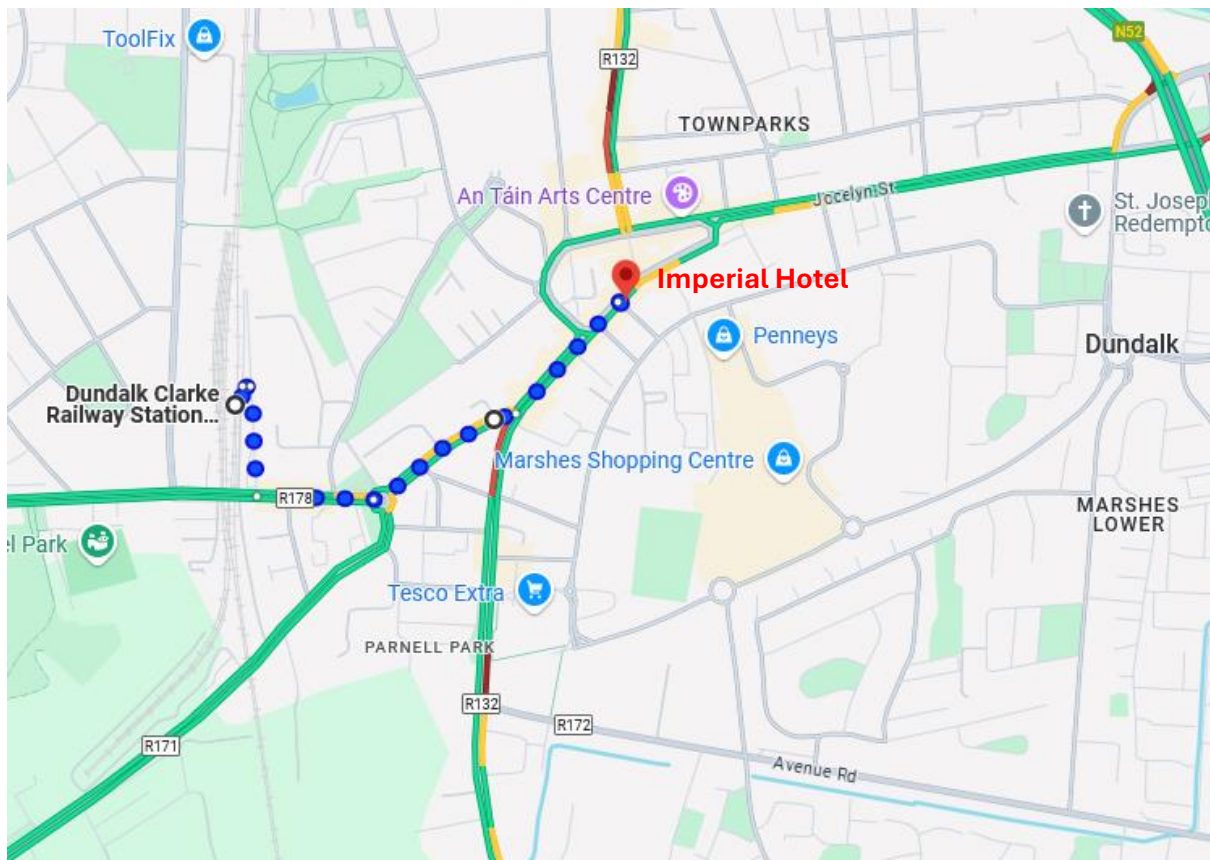 ToolFix
R132
N52
TOWNPARKS
An Táin Arts Centre
Jocelyn St
St. Joseph
Redempto
Imperial Hotel
Penneys
Dundalk
Dundalk Clarke
Railway Station...
Marshes Shopping Centre
R178
MARSHES
LOWER
el Park
Tesco Extra
PARNELL PARK
R132
R172
R171
Avenue Rd